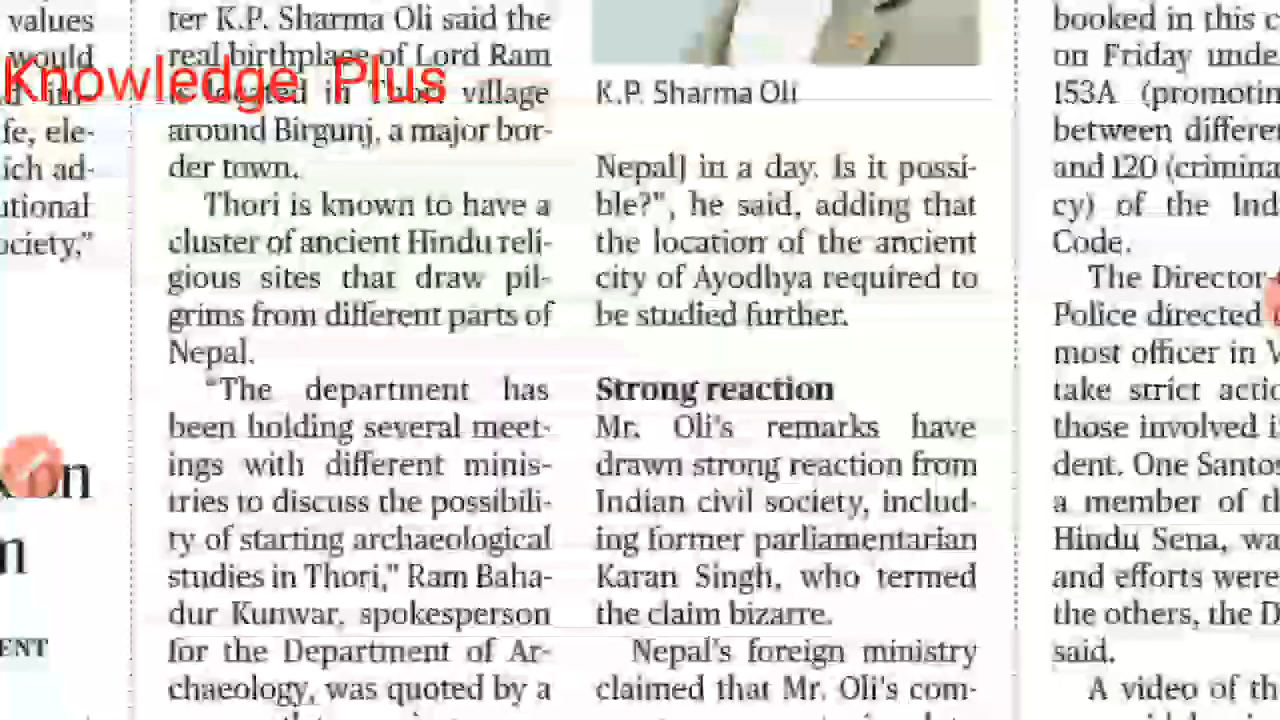 values
would
fe, ele-
ich ad-
utional
ociety,"
on
n
ENT
Knowledge Plus
ter K.P. Sharma Oli said the
real birthplace of Lord Ram
is located in Thori village
around Birgunj, a major bor-
der town.
Thori is known to have a
cluster of ancient Hindu reli-
gious sites that draw pil-
grims from different parts of
Nepal.
"The department has
been holding several meet-
ings with different minis-
tries to discuss the possibili-
ty of starting archaeological
studies in Thori," Ram Baha-
dur Kunwar, spokesperson
for the Department of Ar-
chaeology, was quoted by a
K.P. Sharma Oli
Nepal] in a day. Is it possi-
ble?", he said, adding that
the location of the ancient
city of Ayodhya required to
be studied further.
Strong reaction
Mr. Oli's remarks have
drawn strong reaction from
Indian civil society, includ-
ing former parliamentarian
Karan Singh, who termed
the claim bizarre.
Nepal's foreign ministry
claimed that Mr. Oli's com-
booked in this c
on Friday unde
153A (promotin
between differen
and 120 (crimina
cy) of the Ind
Code.
The Director-
Police directed
most officer in V
take strict actio
those involved i
dent. One Santos
a member of th
Hindu Sena, wa
and efforts were
the others, the D
said.
A video of th